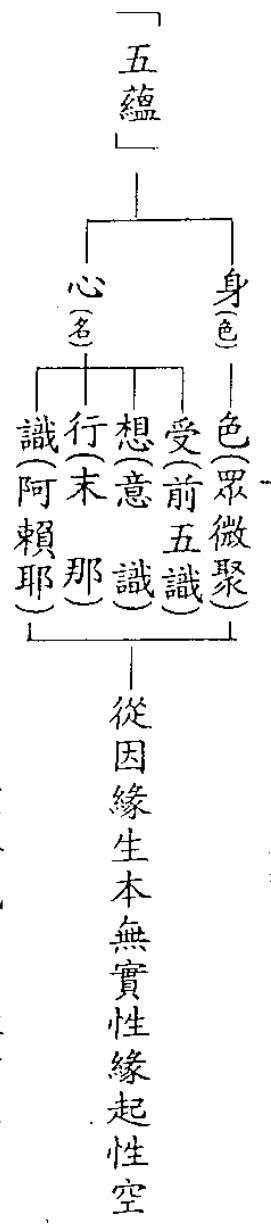 「五蘊」
身(色)
心(名)
色(眾微聚)
受(前五識)
想(意識)
行(末那)
識(阿賴耶)
從因緣生本無實性緣起性空